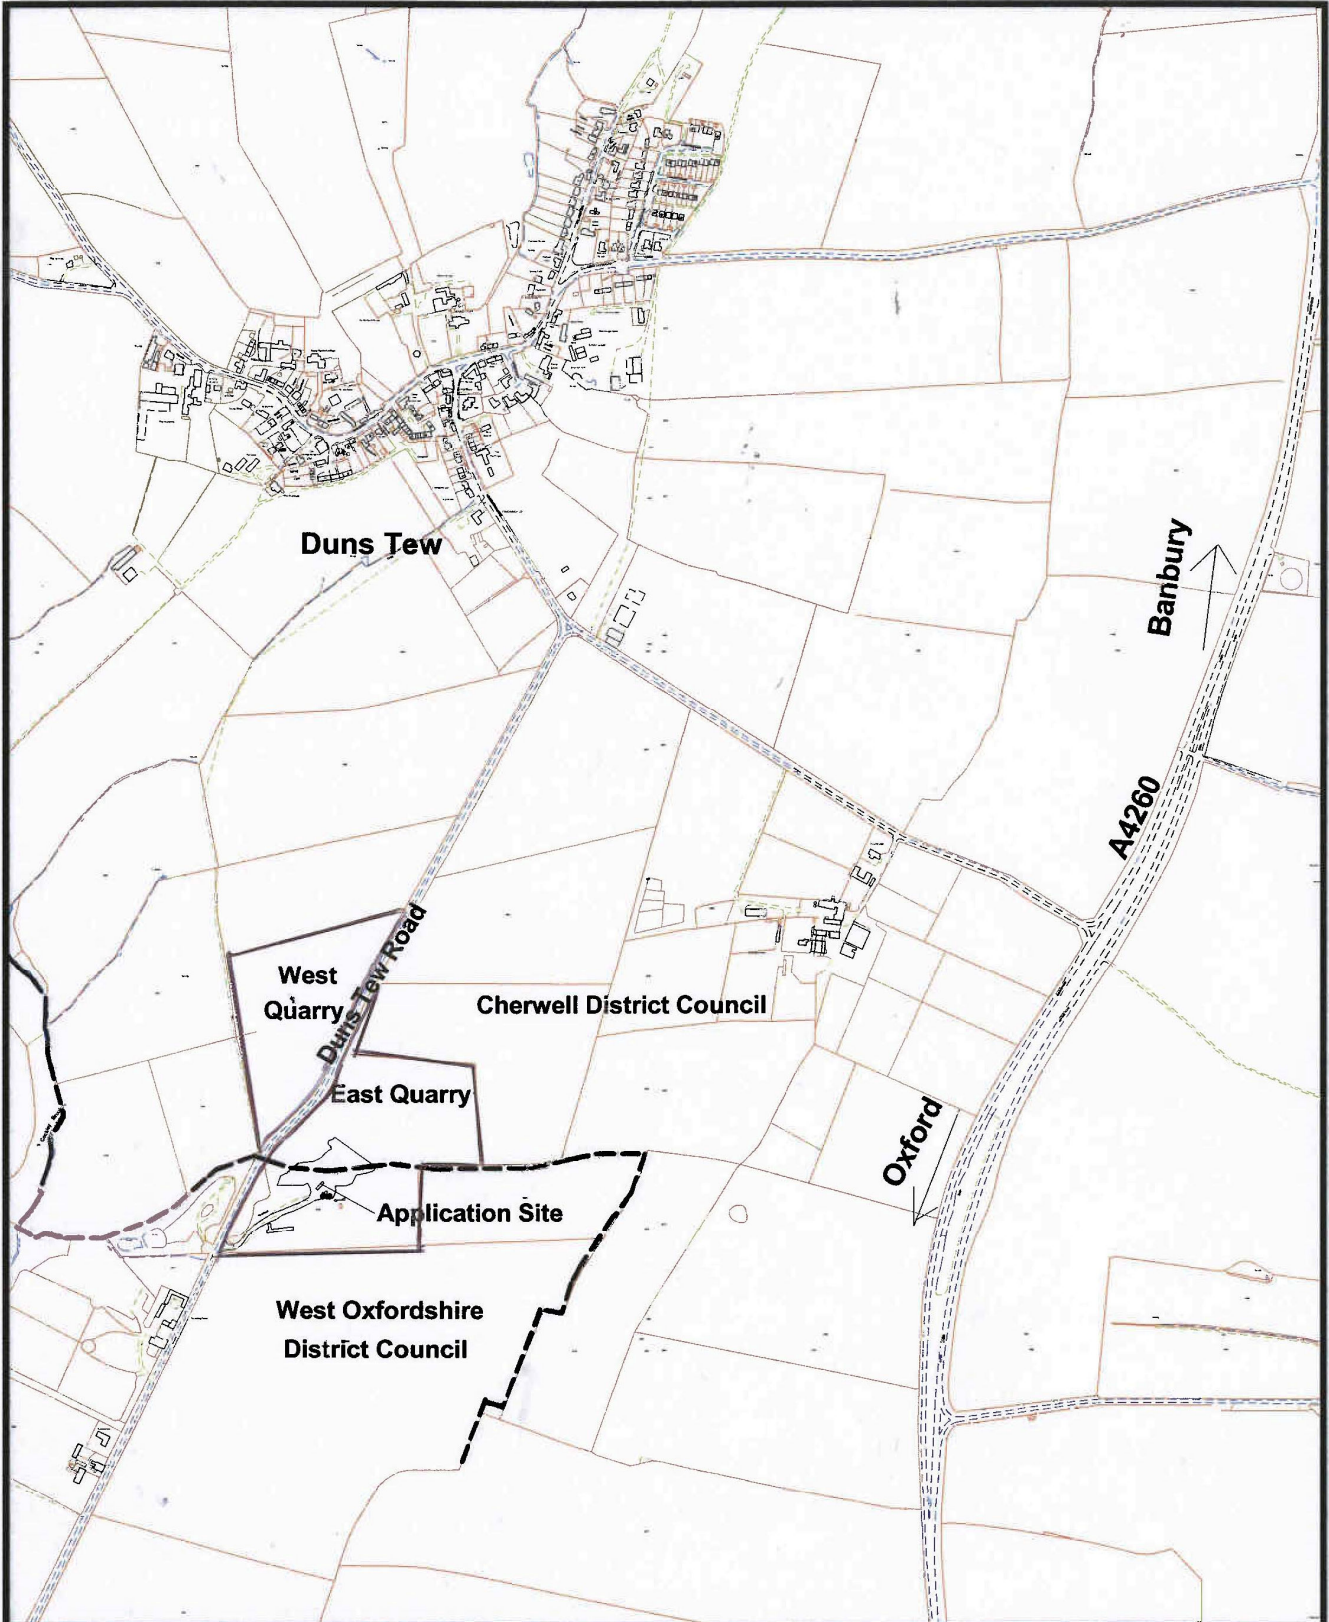 Duns Tew
Banbury
A4260
West
Quarry
Duns Tew Road
Cherwell District Council
East Quarry
Oxford
Application Site
West Oxfordshire
District Council